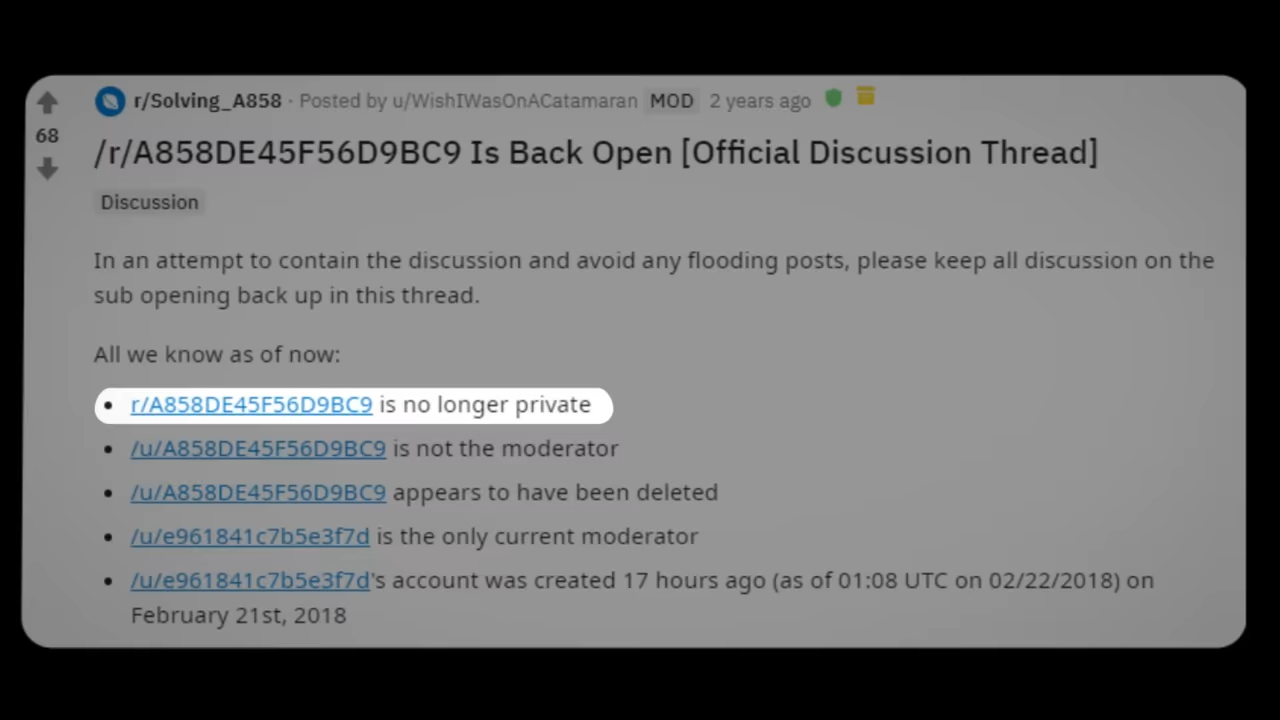 r/Solving_A858 · Posted by u/WishIWasOnACatamaran MOD 2 years ago
68
/r/A858DE45F56D9BC9 Is Back Open [Official Discussion Thread]
Discussion
In an attempt to contain the discussion and avoid any flooding posts, please keep all discussion on the
sub opening back up in this thread.
All we know as of now:
• r/A858DE45F56D9BC9 is no longer private
• /u/A858DE45F56D9BC9 is not the moderator
• /u/A858DE45F56D9BC9 appears to have been deleted
• /u/e961841c7b5e3f7d is the only current moderator
• /u/e961841c7b5e3f7d's account was created 17 hours ago (as of 01:08 UTC on 02/22/2018) on
February 21st, 2018